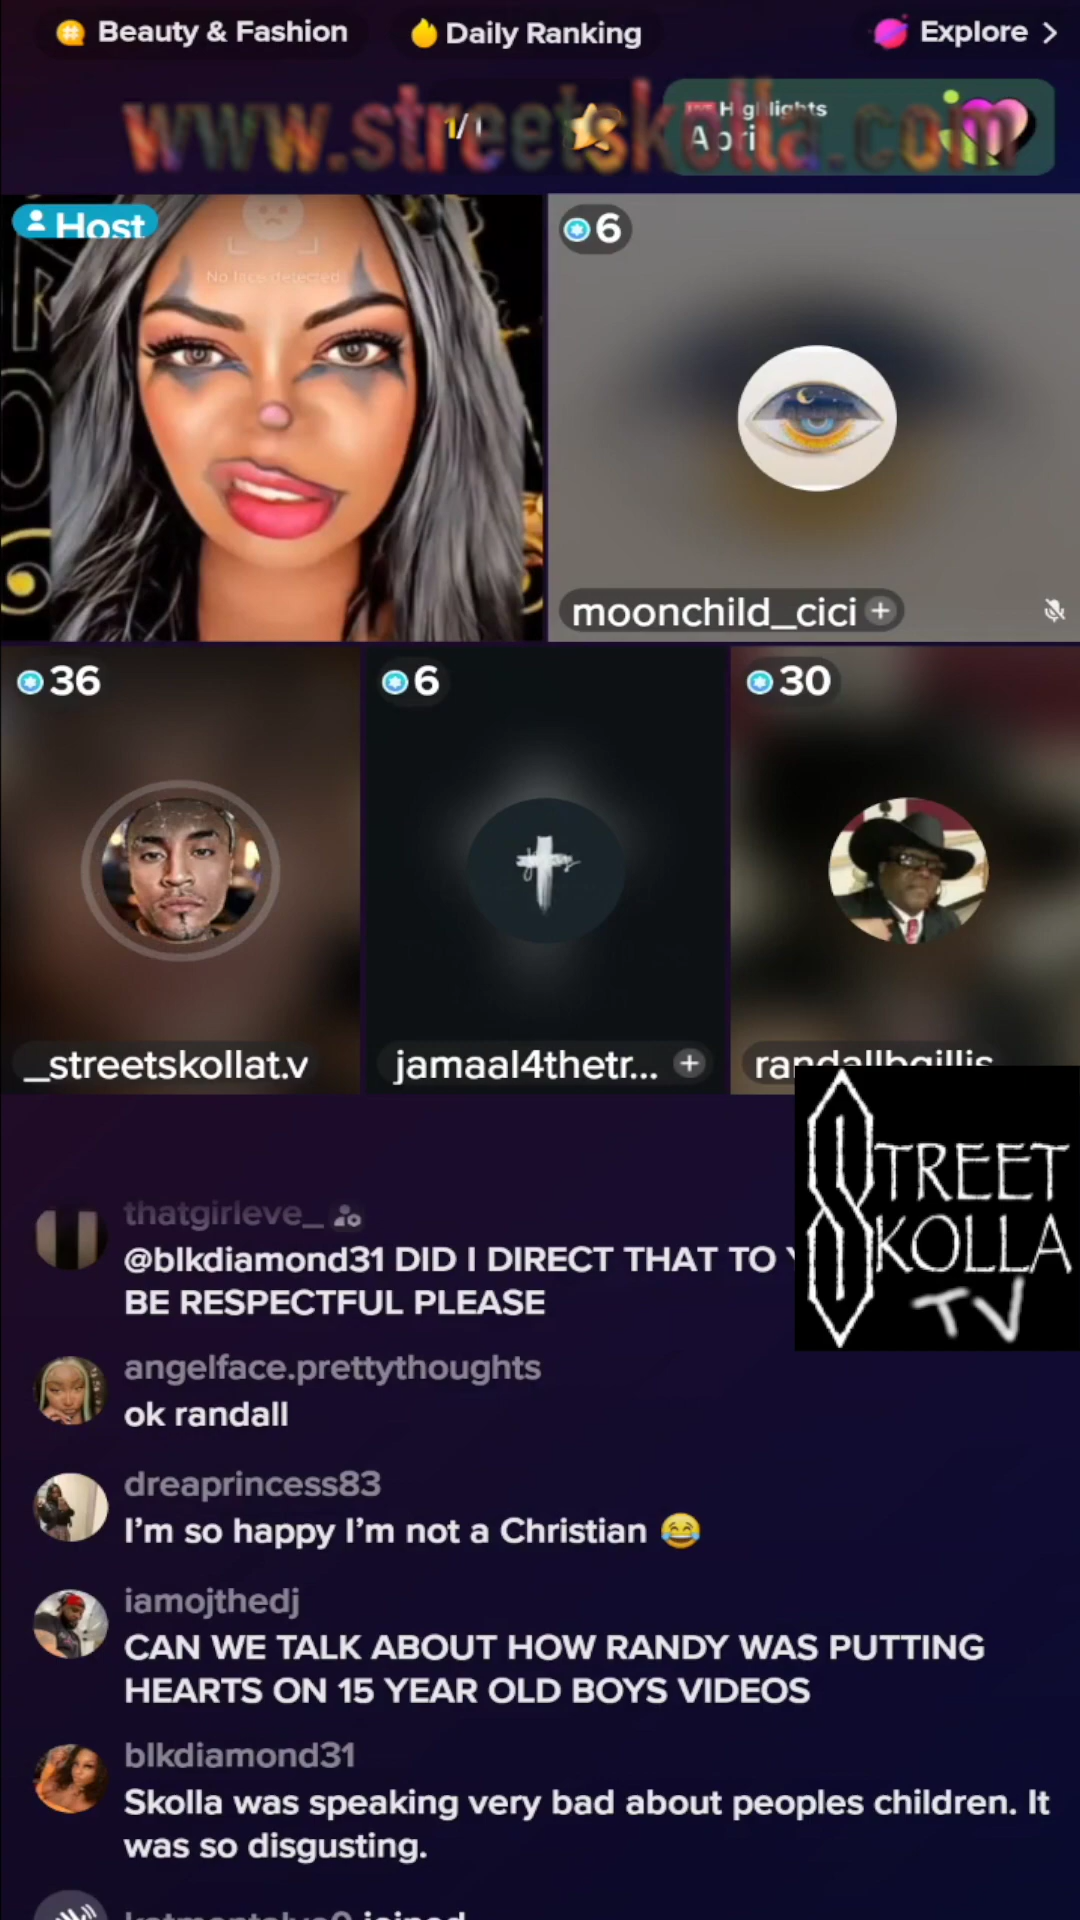 Beauty & Fashion
Daily Ranking
Explore >
www.streetskolla.com
1/1
LIVE Highlights
April
Host
No face detected
6
moonchild_cici +
36
6
30
_streetskollat.v
jamaal4thetr... +
randallbgillis
STREET
SKOLLA
TV
thatgirleve_
@blkdiamond31 DID I DIRECT THAT TO
BE RESPECTFUL PLEASE
angelface.prettythoughts
ok randall
dreaprincess83
I'm so happy I'm not a Christian 😂
iamojthedj
CAN WE TALK ABOUT HOW RANDY WAS PUTTING
HEARTS ON 15 YEAR OLD BOYS VIDEOS
blkdiamond31
Skolla was speaking very bad about peoples children. It
was so disgusting.
joined